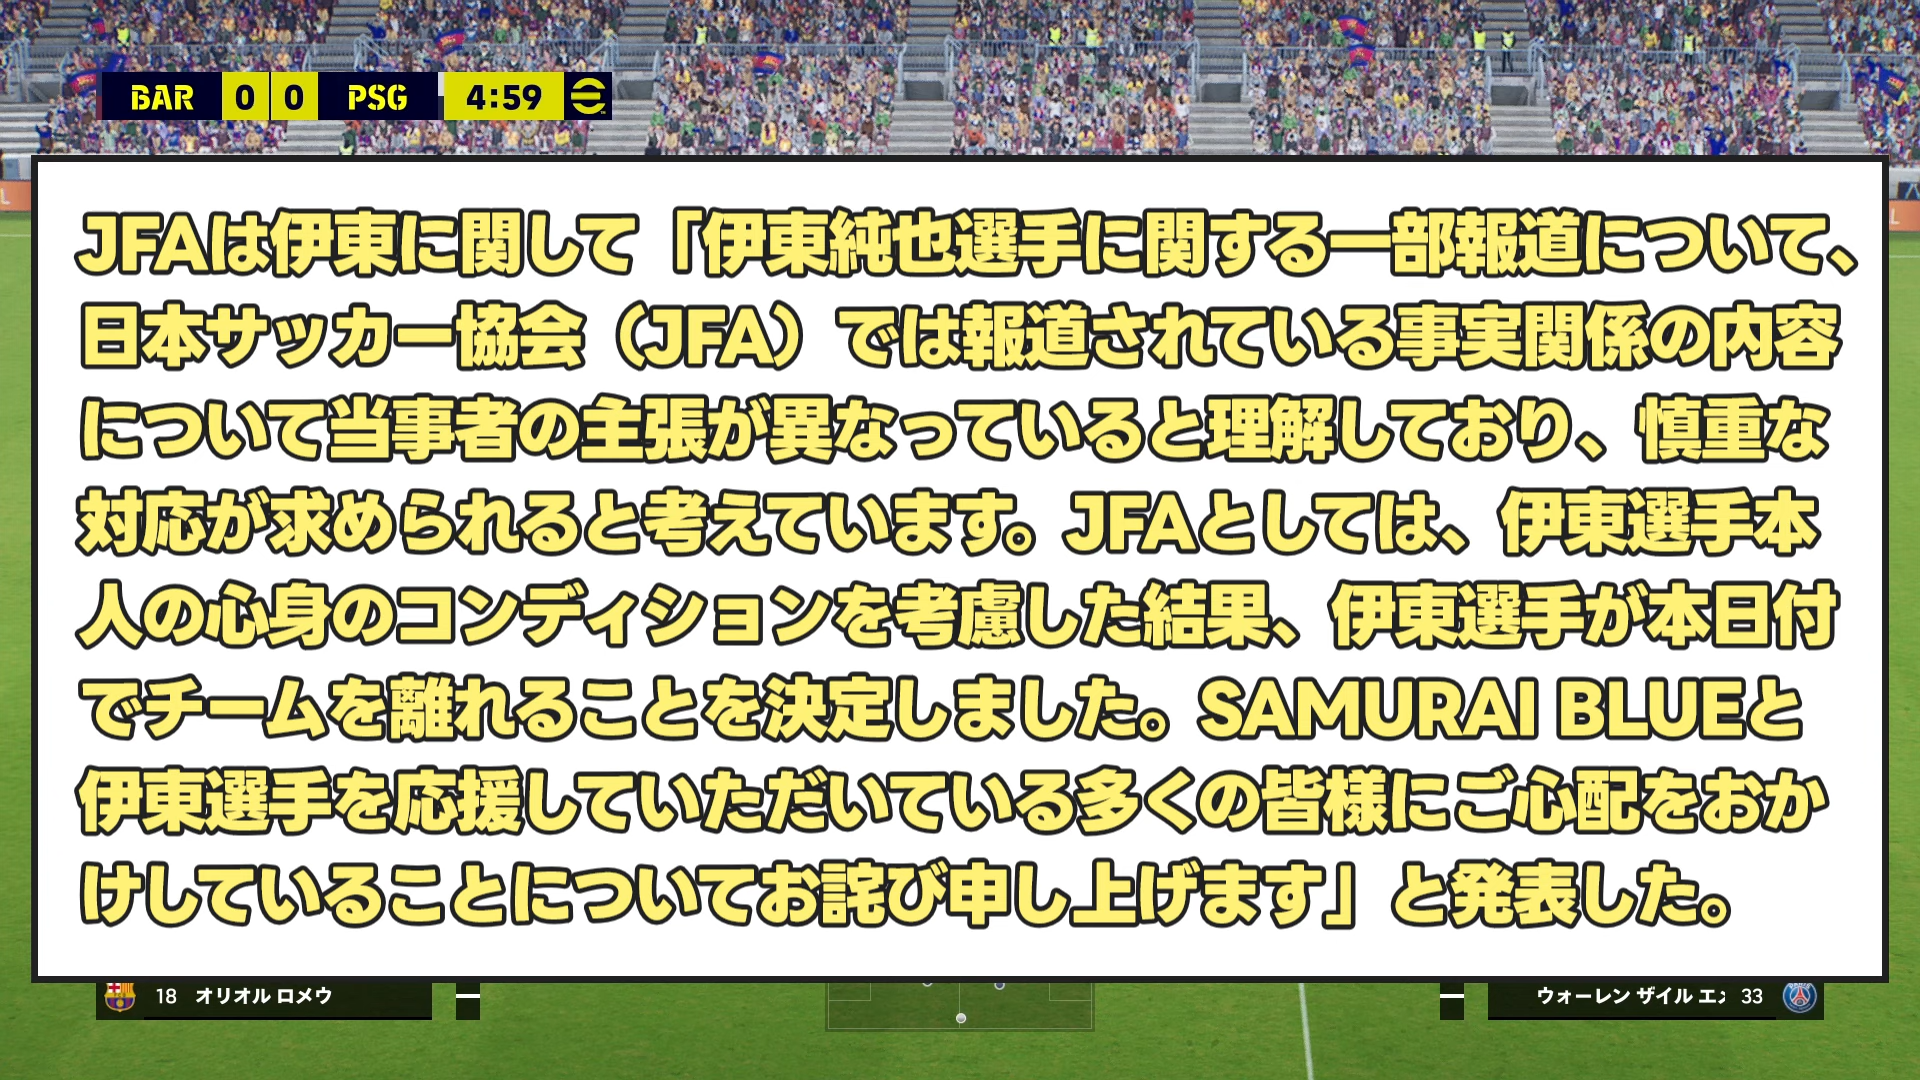 BAR 0 0 PSG 4:59
JFAは伊東に関して「伊東純也選手に関する一部報道について、
日本サッカー協会（JFA）では報道されている事実関係の内容
について当事者の主張が異なっていると理解しており、慎重な
対応が求められると考えています。JFAとしては、伊東選手本
人の心身のコンディションを考慮した結果、伊東選手が本日付
でチームを離れることを決定しました。SAMURAI BLUEと
伊東選手を応援していただいている多くの皆様にご心配をおか
けしていることについてお詫び申し上げます」と発表した。
18 オリオル ロメウ
ウォーレン ザイル エメ 33